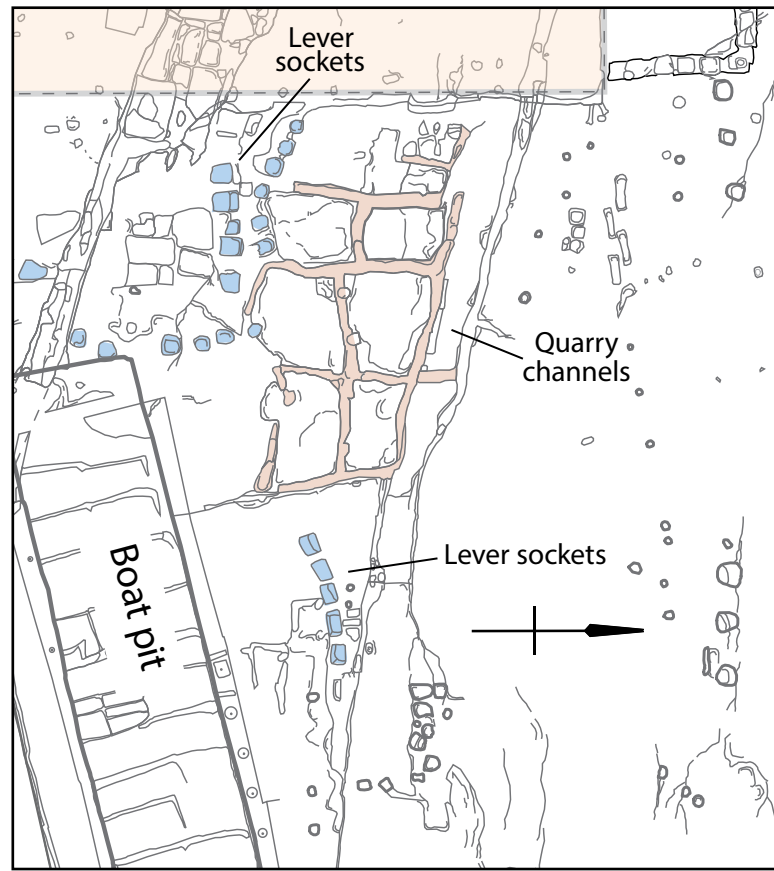 Lever
sockets
Quarry
channels
Lever sockets
Boat pit